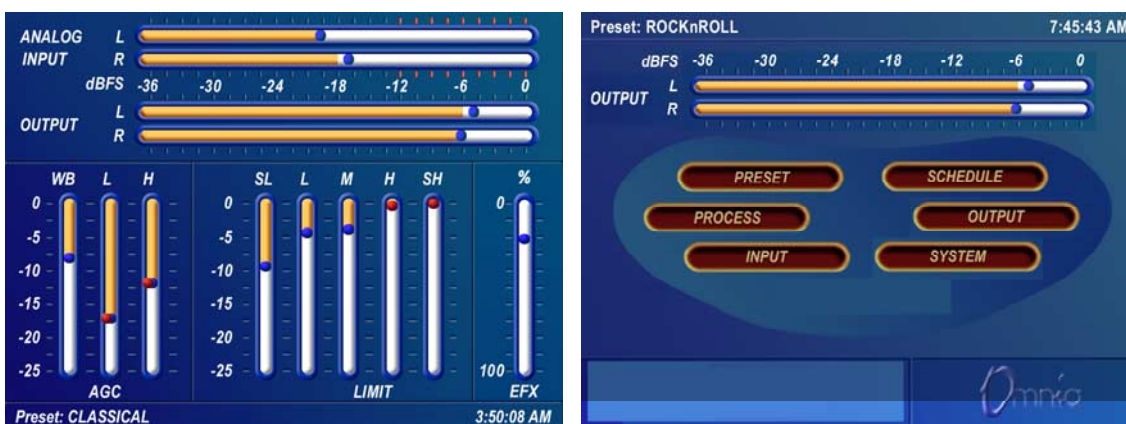 ANALOG L
INPUT R
dBFS -36 -30 -24 -18 -12 -6 0
L
OUTPUT
R
WB L H SL L M H SH %
0 0 0
-5 -5
-10 -10
-15 -15
-20 -20
-25 -25 100
AGC LIMIT EFX
Preset: CLASSICAL 3:50:08 AM
Preset: ROCKnROLL 7:45:43 AM
dBFS -36 -30 -24 -18 -12 -6 0
L
OUTPUT
R
PRESET SCHEDULE
PROCESS OUTPUT
INPUT SYSTEM
Omnia